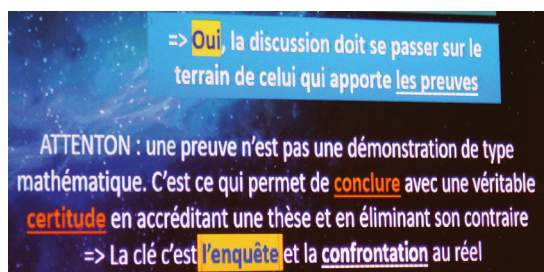 => Oui, la discussion doit se passer sur le
terrain de celui qui apporte les preuves
ATTENTON : une preuve n'est pas une démonstration de type
mathématique. C'est ce qui permet de conclure avec une véritable
certitude en accréditant une thèse et en éliminant son contraire
=> La clé c'est l'enquête et la confrontation au réel